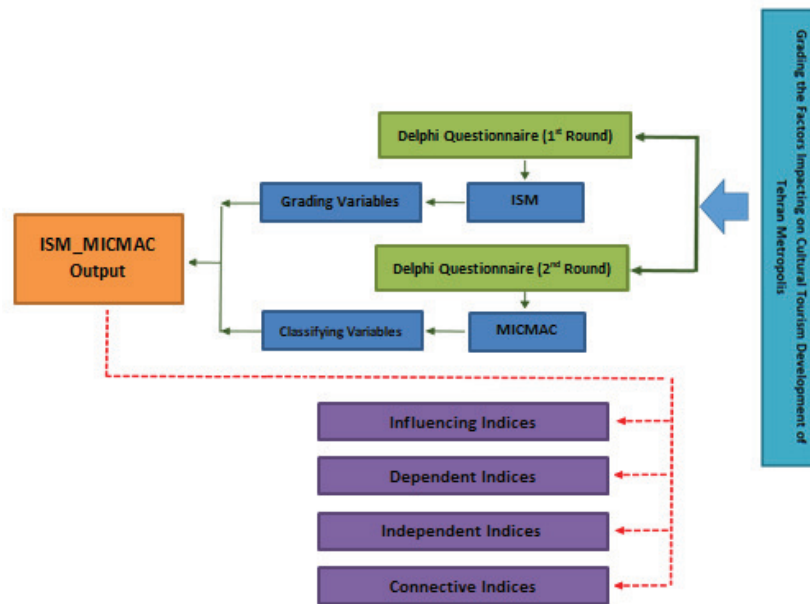 Grading the Factors Impacting on Cultural Tourism Development of
Tehran Metropolis
Delphi Questionnaire (1st Round)
Grading Variables
ISM
ISM_MICMAC
Output
Delphi Questionnaire (2nd Round)
Classifying Variables
MICMAC
Influencing Indices
Dependent Indices
Independent Indices
Connective Indices